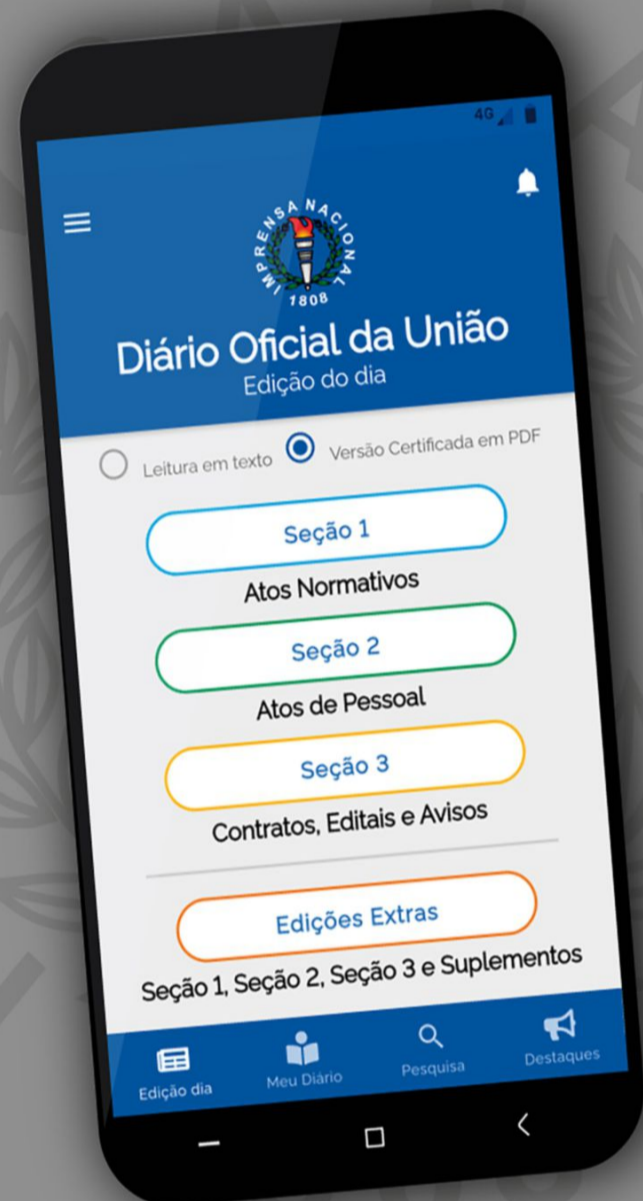 4G
IMPRENSA NACIONAL
1808
Diário Oficial da União
Edição do dia
Leitura em texto Versão Certificada em PDF
Seção 1
Atos Normativos
Seção 2
Atos de Pessoal
Seção 3
Contratos, Editais e Avisos
Edições Extras
Seção 1, Seção 2, Seção 3 e Suplementos
Edição dia Meu Diário Pesquisa Destaques